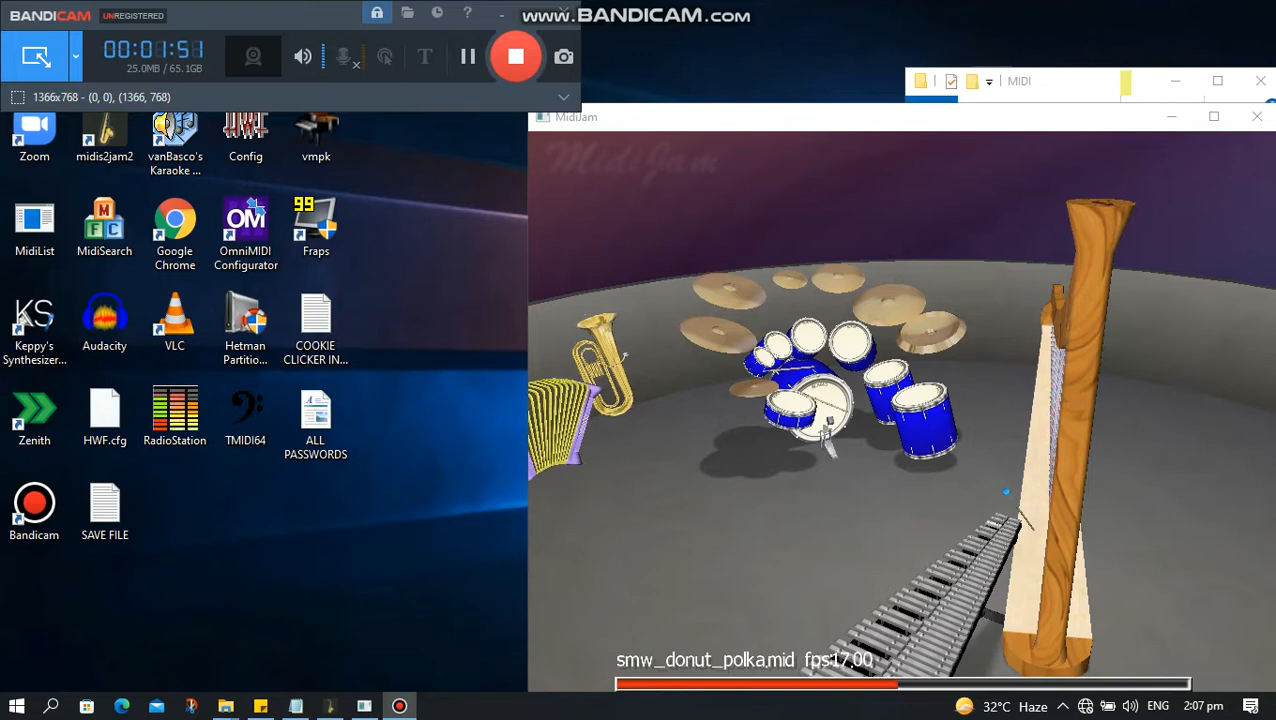 BANDICAM UNREGISTERED
www.BANDICAM.com
00:01:51
25.0MB / 65.1GB
1366x768 - (0, 0), (1366, 768)
MIDI
MidiJam
MidiJam
Zoom
midis2jam2
vanBasco's
Karaoke ...
Config
vmpk
MidiList
MidiSearch
Google
Chrome
OmniMIDI
Configurator
99
Fraps
Keppy's
Synthesizer...
Audacity
VLC
Hetman
Partitio...
COOKIE
CLICKER IN...
Zenith
HWF.cfg
RadioStation
TMIDI64
ALL
PASSWORDS
Bandicam
SAVE FILE
smw_donut_polka.mid fps:17.00
32°C Haze
ENG
2:07 pm